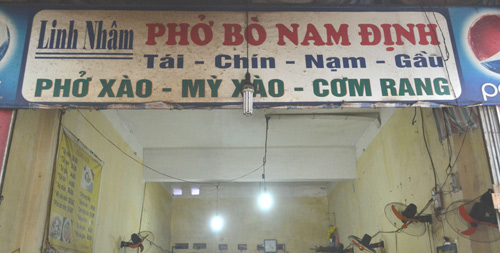 Linh Nhâm
PHỞ BÒ NAM ĐỊNH
Tái - Chín - Nạm - Gầu
PHỞ XÀO - MỲ XÀO - CƠM RANG